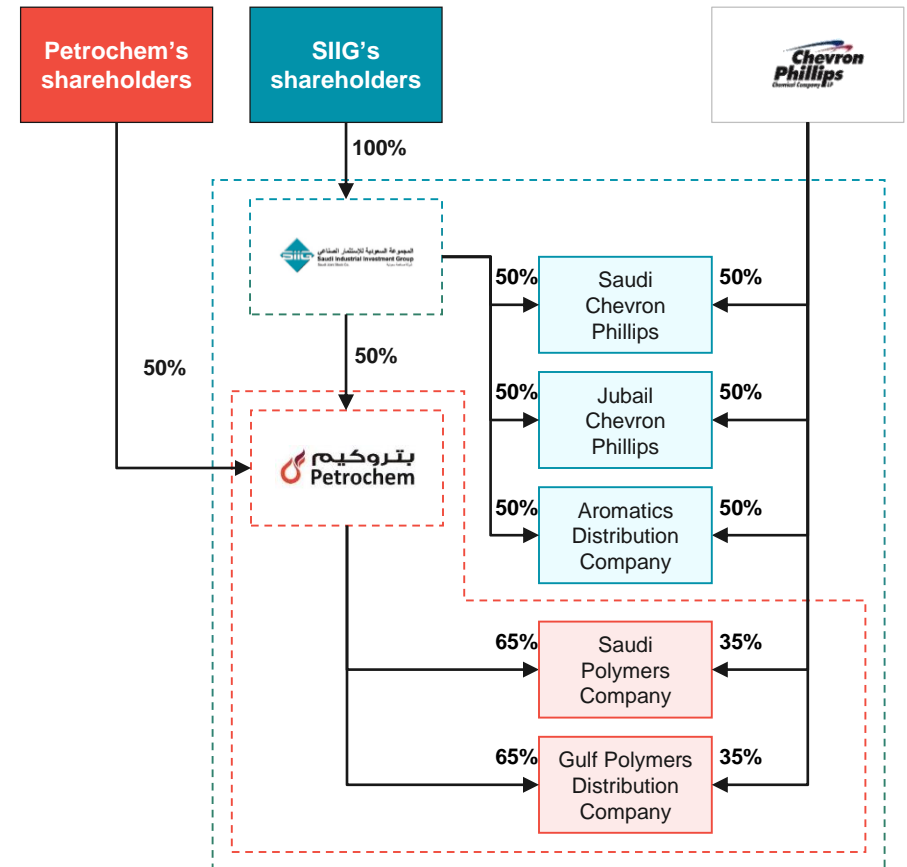 Petrochem's
shareholders
SIIG's
shareholders
Chevron
Phillips
Chemical Company LP
100%
SIIG
المجموعة السعودية للاستثمار الصناعي
Saudi Industrial Investment Group
50%
Saudi
Chevron
Phillips
50%
50%
50%
50%
Jubail
Chevron
Phillips
50%
بتروكيم
Petrochem
50%
Aromatics
Distribution
Company
50%
65%
Saudi
Polymers
Company
35%
65%
Gulf Polymers
Distribution
Company
35%